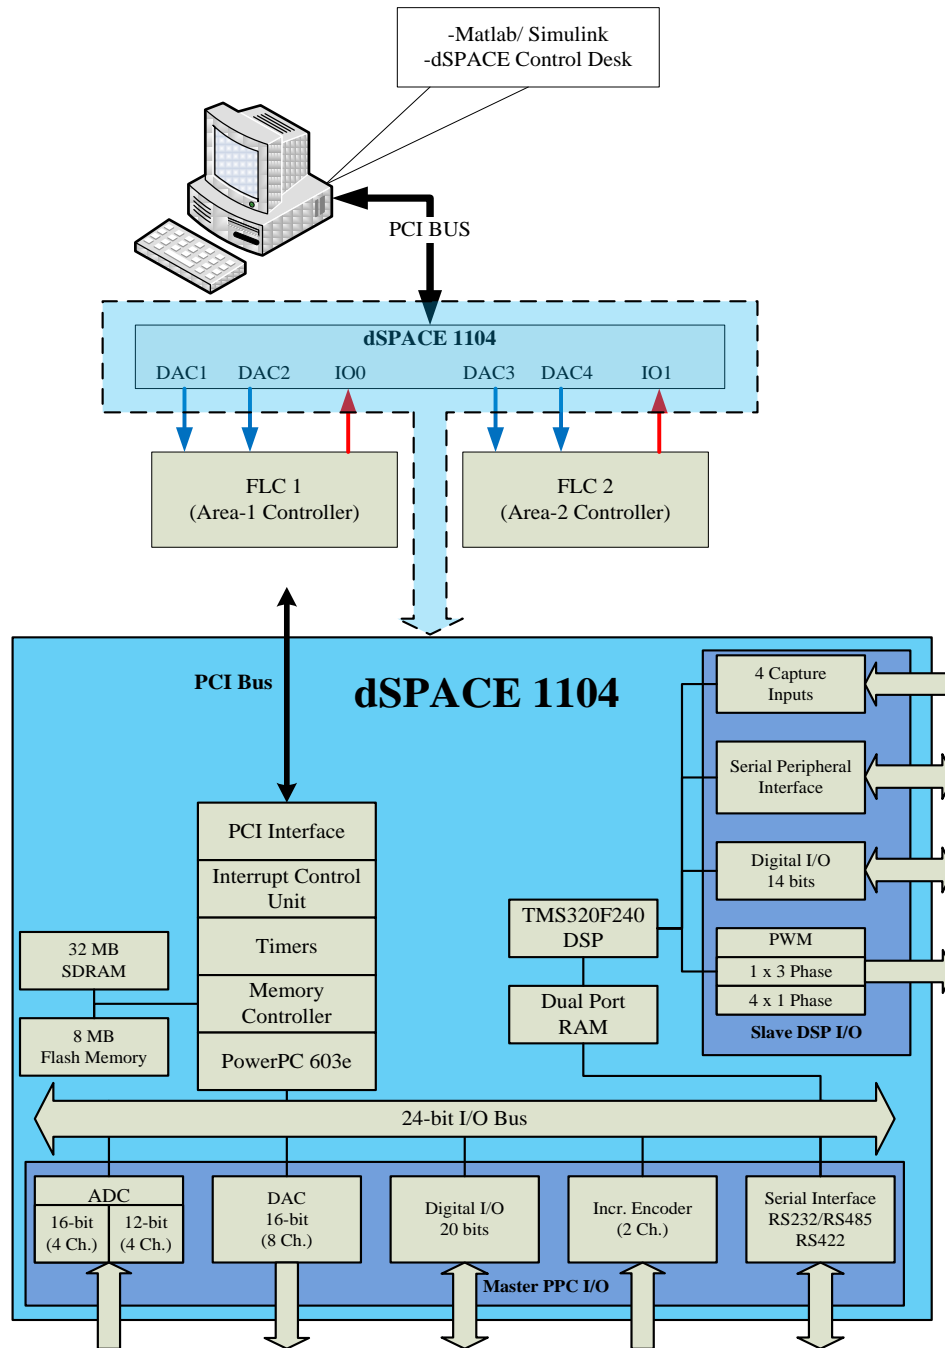 -Matlab/ Simulink
-dSPACE Control Desk
PCI BUS
dSPACE 1104
DAC1 DAC2 IO0 DAC3 DAC4 IO1
FLC 1
(Area-1 Controller)
FLC 2
(Area-2 Controller)
PCI Bus
dSPACE 1104
4 Capture
Inputs
Serial Peripheral
Interface
Digital I/O
14 bits
PWM
1 x 3 Phase
4 x 1 Phase
Slave DSP I/O
PCI Interface
Interrupt Control
Unit
Timers
Memory
Controller
PowerPC 603e
32 MB
SDRAM
8 MB
Flash Memory
TMS320F240
DSP
Dual Port
RAM
24-bit I/O Bus
ADC
16-bit
(4 Ch.)
12-bit
(4 Ch.)
DAC
16-bit
(8 Ch.)
Digital I/O
20 bits
Incr. Encoder
(2 Ch.)
Serial Interface
RS232/RS485
RS422
Master PPC I/O